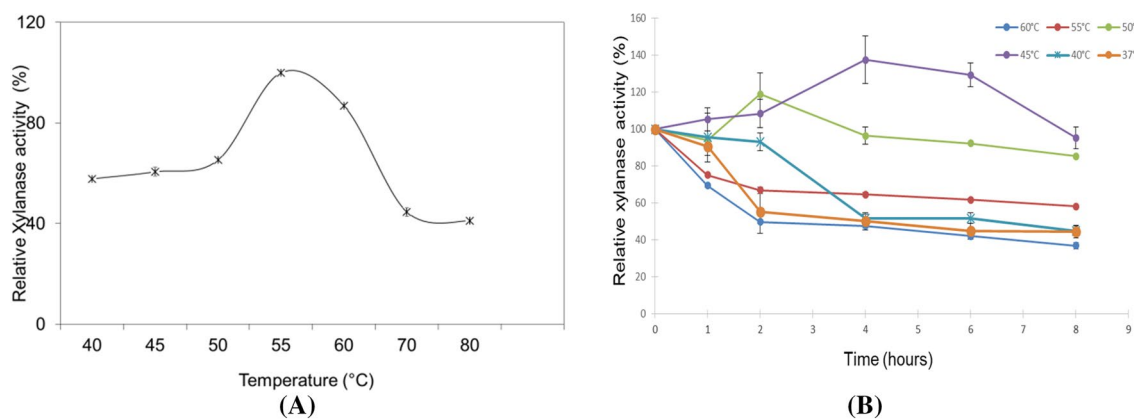 120
80
40
0
Relative Xylanase activity (%)
40 45 50 55 60 70 80
Temperature (°C)
(A)
60°C 55°C 50°
45°C 40°C 37°
160
140
120
100
80
60
40
20
0
Relative xylanase activity (%)
0 1 2 3 4 5 6 7 8 9
Time (hours)
(B)